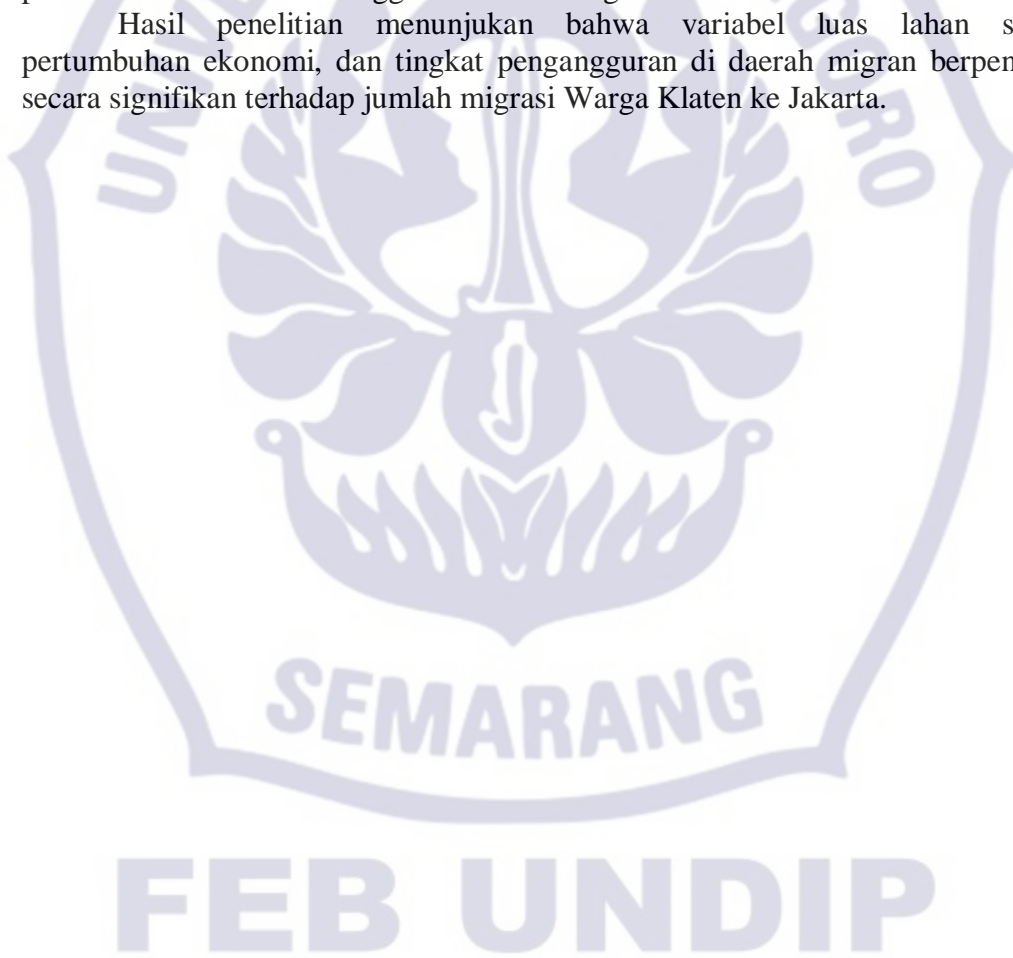 Hasil penelitian menunjukan bahwa variabel luas lahan s
pertumbuhan ekonomi, dan tingkat pengangguran di daerah migran berpen
secara signifikan terhadap jumlah migrasi Warga Klaten ke Jakarta.
SEMARANG
FEB UNDIP